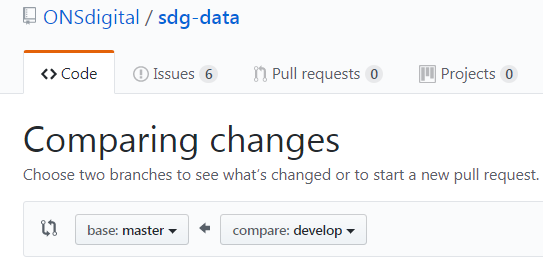 ONSdigital / sdg-data
Code Issues 6 Pull requests 0 Projects 0
Comparing changes
Choose two branches to see what's changed or to start a new pull request.
base: master compare: develop